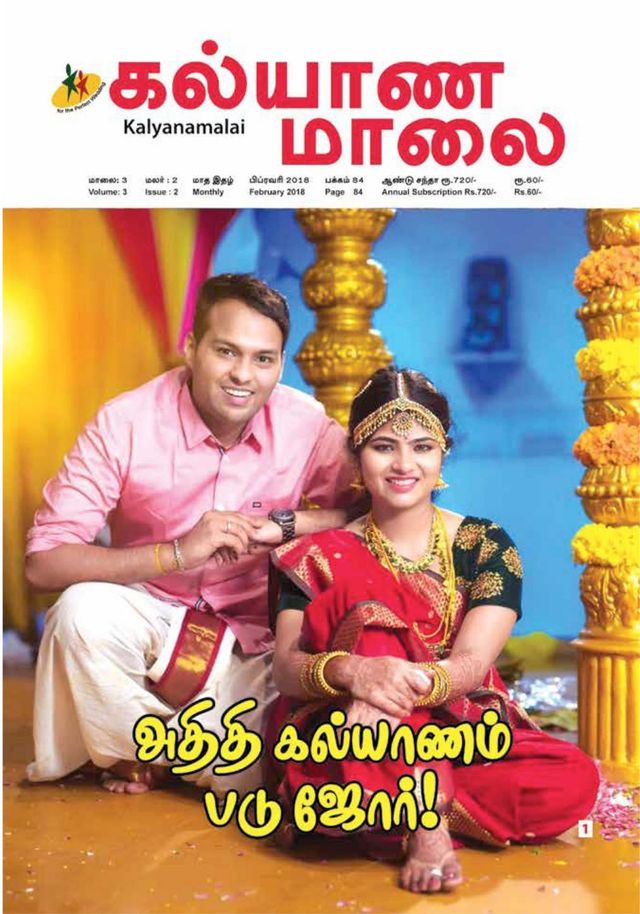 கல்யாண
Kalyanamalai மாலை
for the Perfect Wedding
மாலை: 3 மலர் : 2 மாத இதழ் பிப்ரவரி 2018 பக்கம் 84 ஆண்டு சந்தா ரூ.720/- ரூ.60/-
Volume: 3 Issue : 2 Monthly February 2018 Page 84 Annual Subscription Rs.720/- Rs.60/-
அதிதி கல்யாணம்
படு ஜோர்!
1